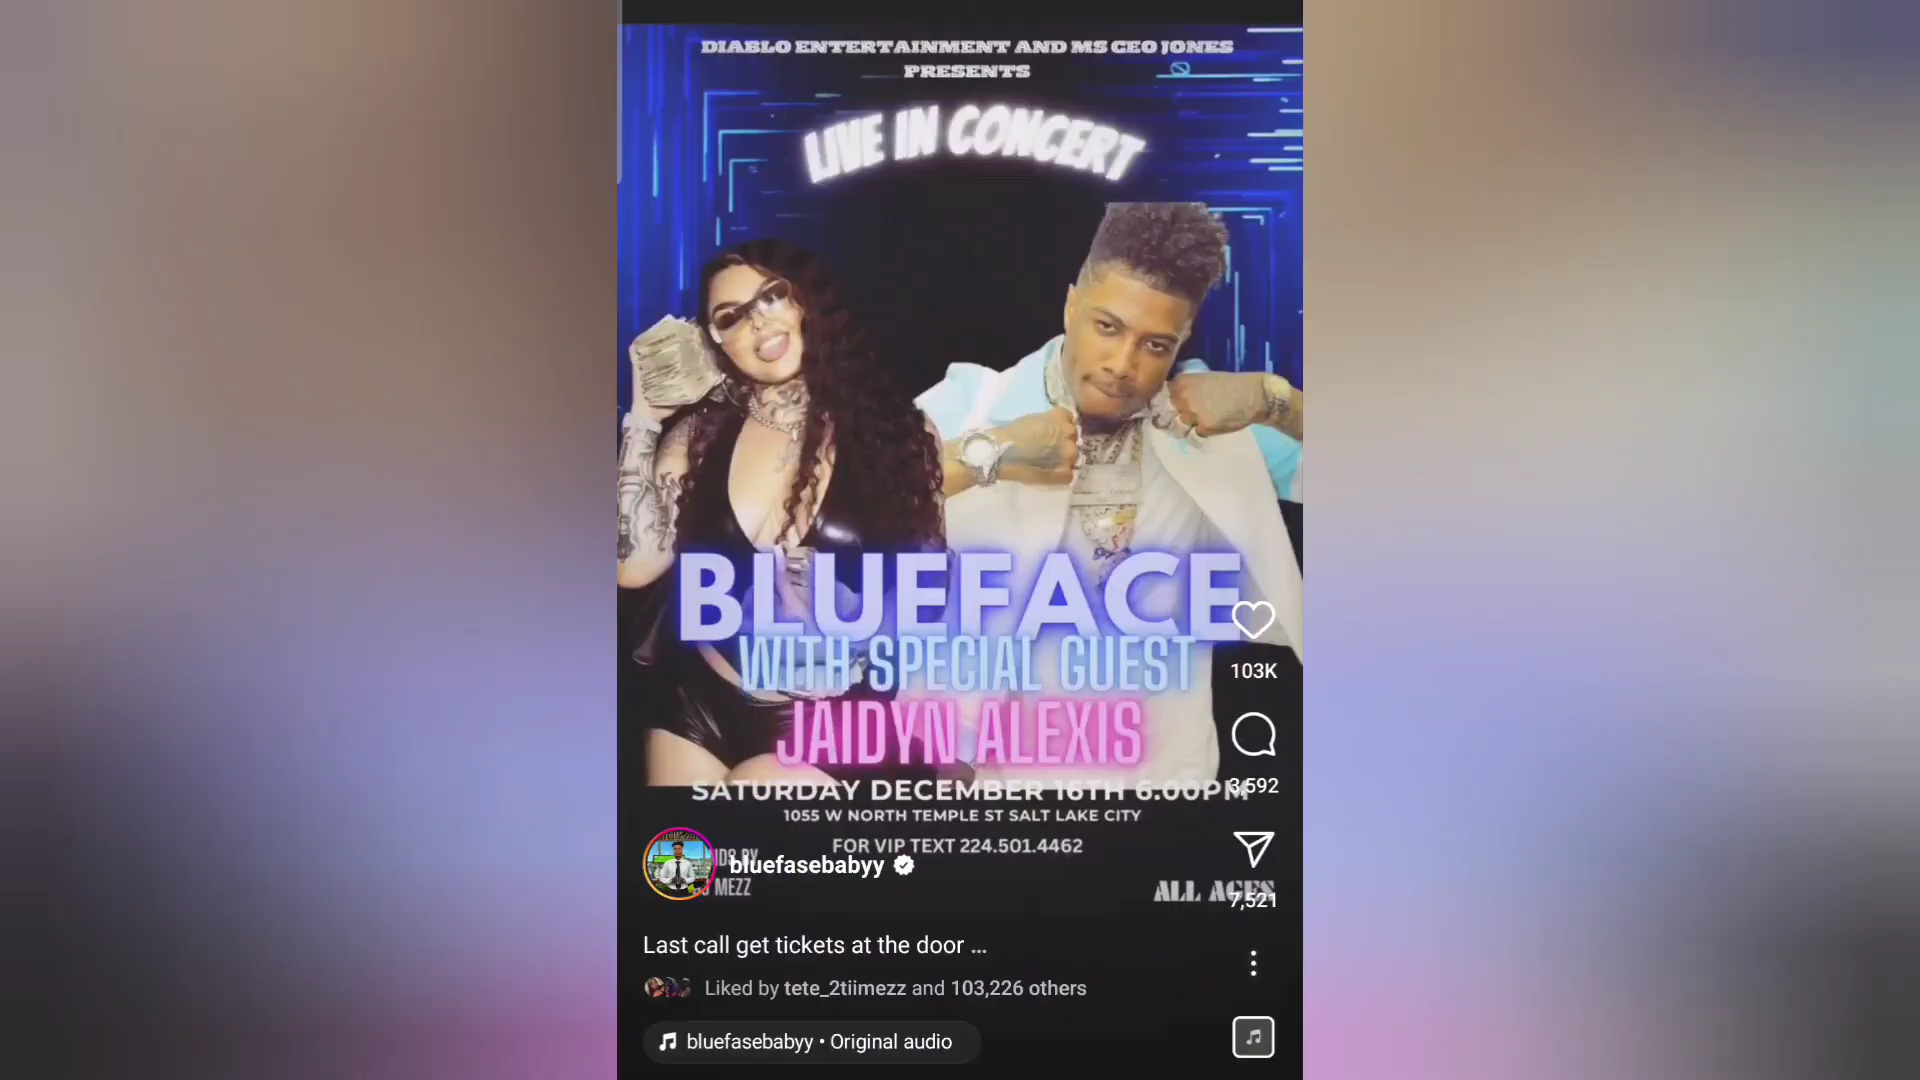 DIABLO ENTERTAINMENT AND MS CEO JONES
PRESENTS
LIVE IN CONCERT
BLUEFACE
WITH SPECIAL GUEST
JAIDYN ALEXIS
103K
SATURDAY DECEMBER 16TH 6:00PM
3,592
1055 W NORTH TEMPLE ST SALT LAKE CITY
FOR VIP TEXT 224.501.4462
bluefasebabyy
MEZZ
ALL AGES
7,521
Last call get tickets at the door ...
Liked by tete_2tiimezz and 103,226 others
bluefasebabyy • Original audio